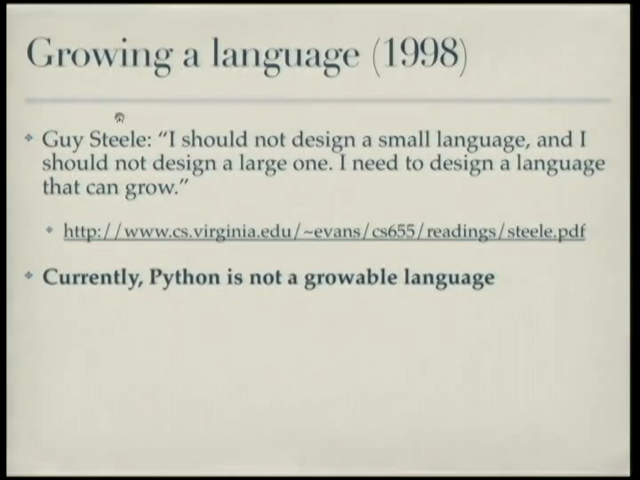 Growing a language (1998)
Guy Steele: “I should not design a small language, and I
should not design a large one. I need to design a language
that can grow.”
http://www.cs.virginia.edu/~evans/cs655/readings/steele.pdf
Currently, Python is not a growable language